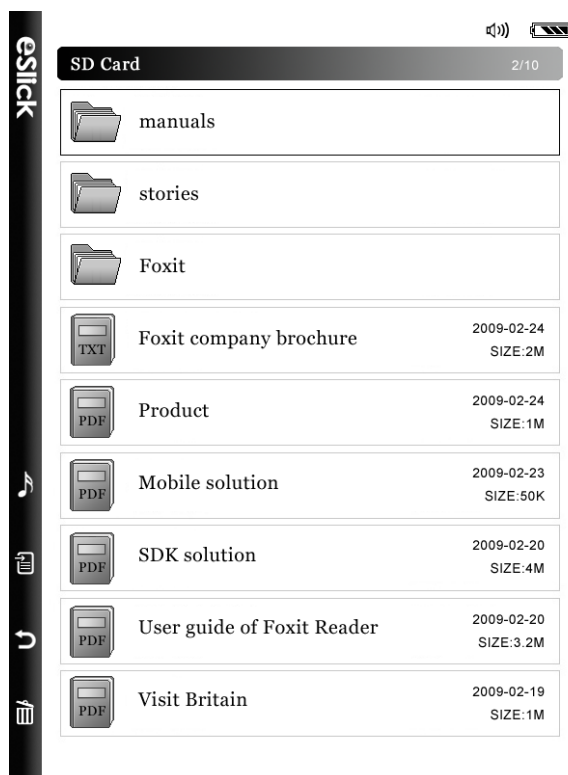 eSlick
SD Card 2/10
manuals
stories
Foxit
TXT Foxit company brochure 2009-02-24
SIZE:2M
PDF Product 2009-02-24
SIZE:1M
PDF Mobile solution 2009-02-23
SIZE:50K
PDF SDK solution 2009-02-20
SIZE:4M
PDF User guide of Foxit Reader 2009-02-20
SIZE:3.2M
PDF Visit Britain 2009-02-19
SIZE:1M